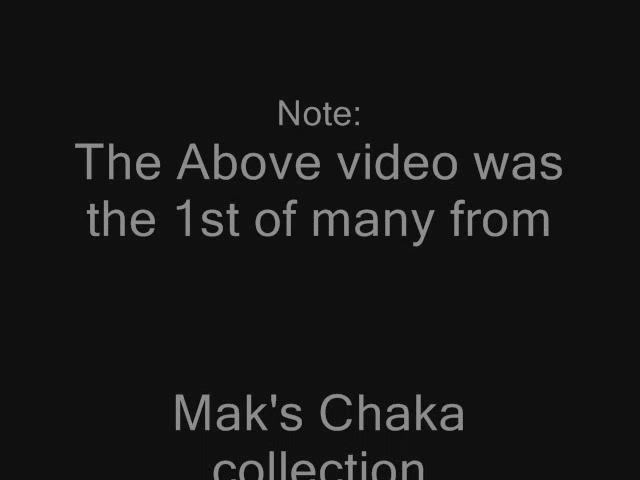 Note:
The Above video was
the 1st of many from
Mak's Chaka
collection